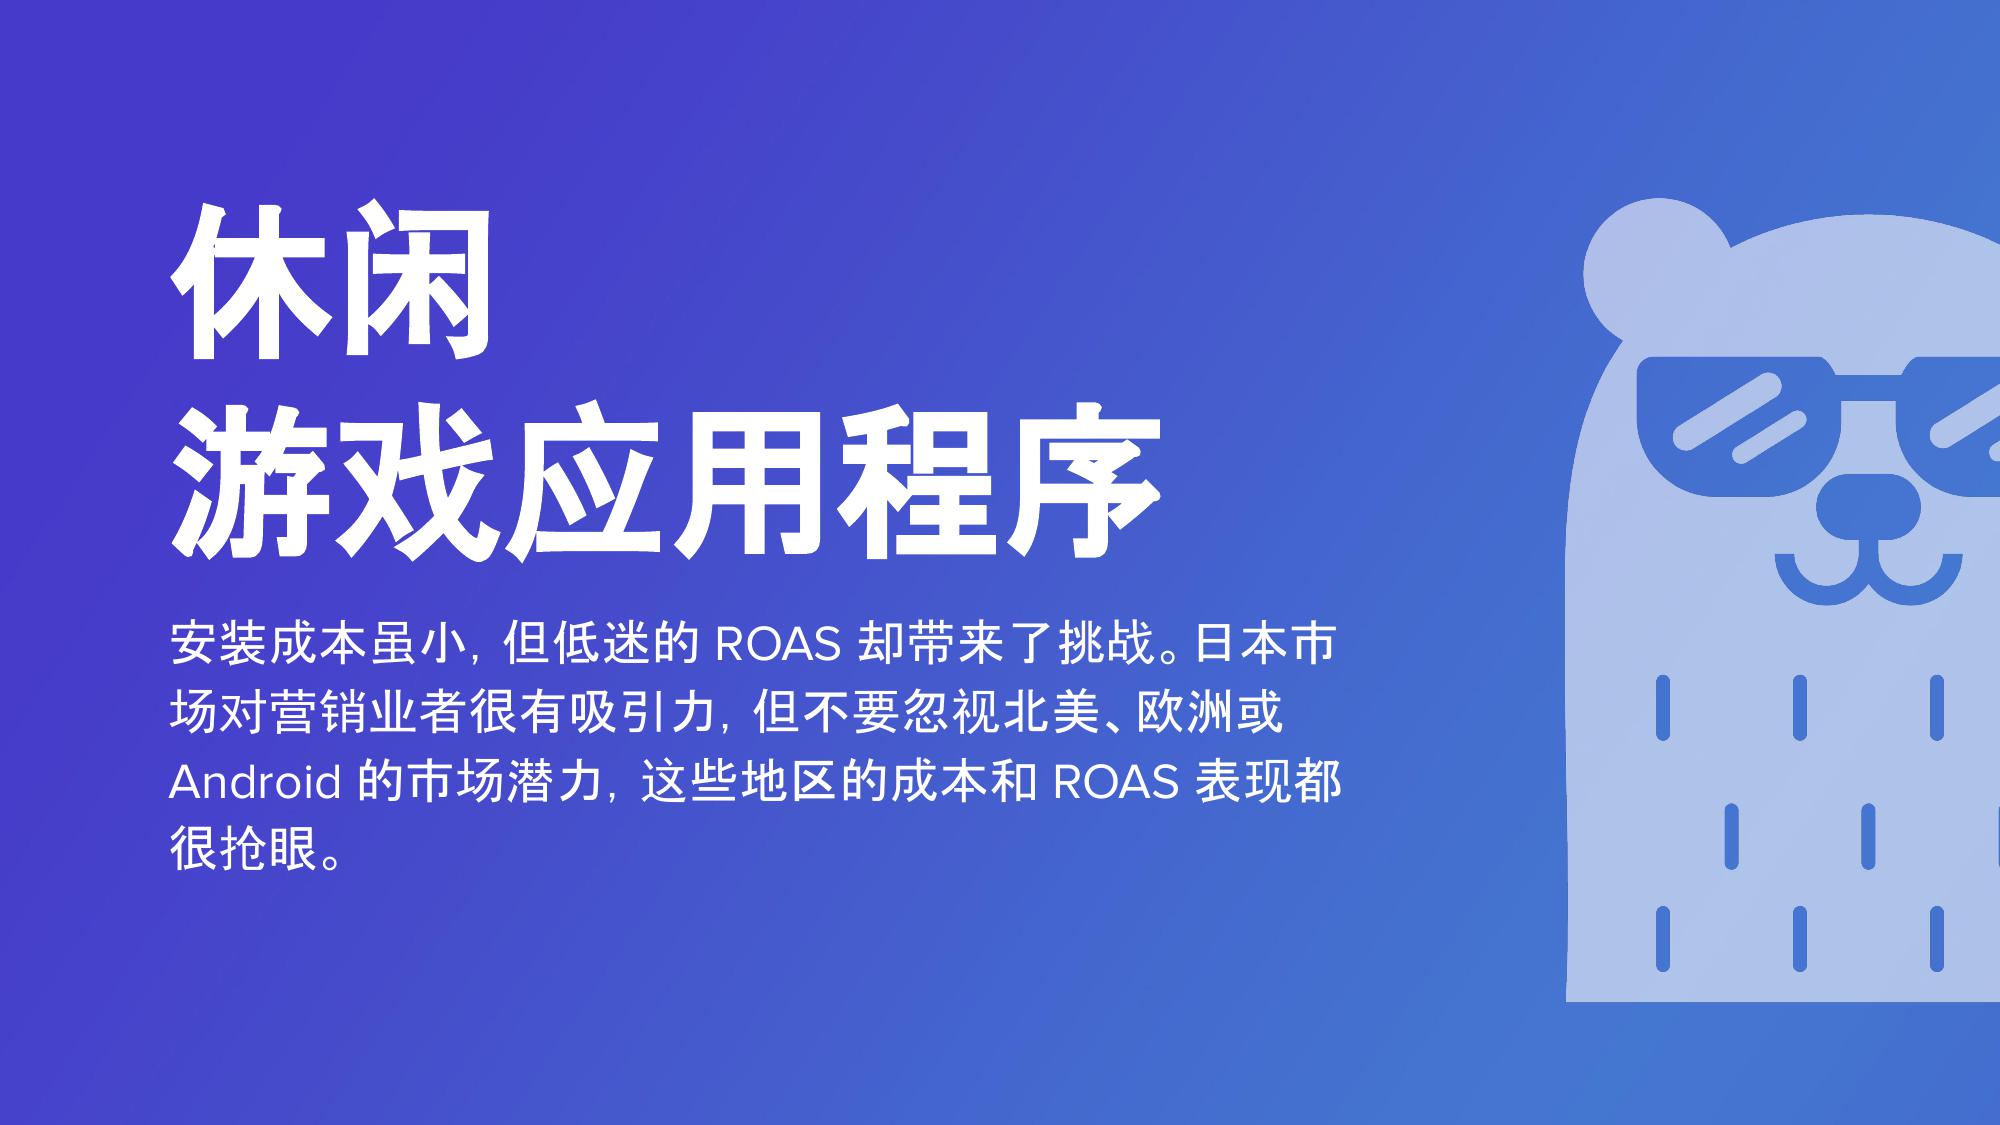 休闲
游戏应用程序
安装成本虽小, 但低迷的 ROAS 却带来了挑战。日本市
场对营销业者很有吸引力, 但不要忽视北美、欧洲或
Android 的市场潜力, 这些地区的成本和 ROAS 表现都
很抢眼。